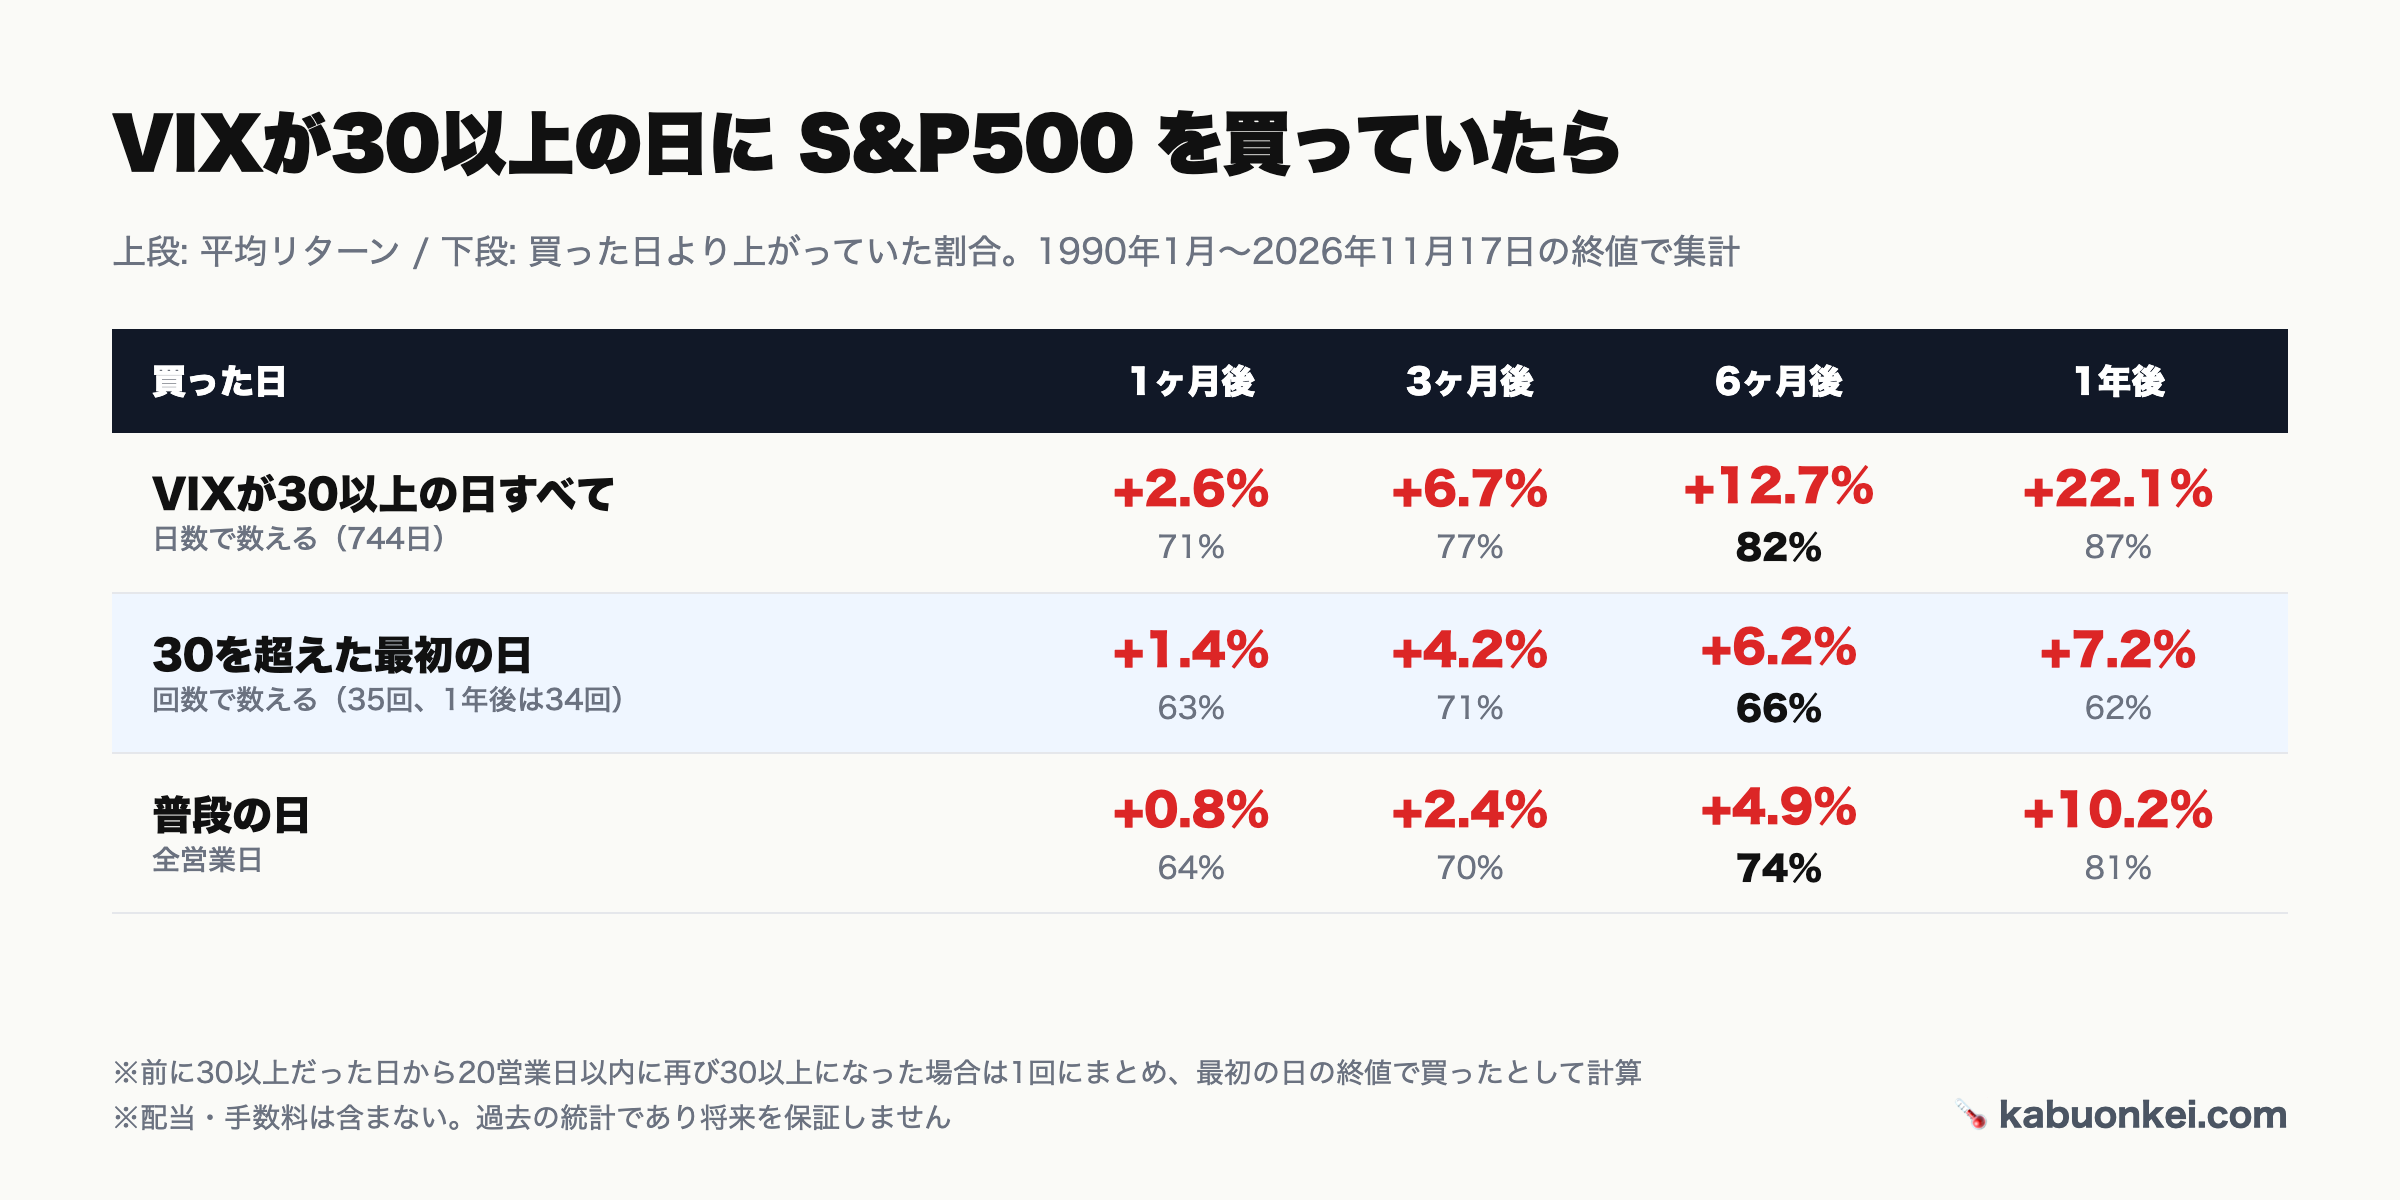 VIXが30以上の日に S&P500 を買っていたら
上段: 平均リターン / 下段: 買った日より上がっていた割合。1990年1月〜2026年11月17日の終値で集計
買った日 1ヶ月後 3ヶ月後 6ヶ月後 1年後
VIXが30以上の日すべて +2.6% +6.7% +12.7% +22.1%
日数で数える（744日） 71% 77% 82% 87%
30を超えた最初の日 +1.4% +4.2% +6.2% +7.2%
回数で数える（35回、1年後は34回） 63% 71% 66% 62%
普段の日 +0.8% +2.4% +4.9% +10.2%
全営業日 64% 70% 74% 81%
※前に30以上だった日から20営業日以内に再び30以上になった場合は1回にまとめ、最初の日の終値で買ったとして計算
※配当・手数料は含まない。過去の統計であり将来を保証しません
kabuonkei.com